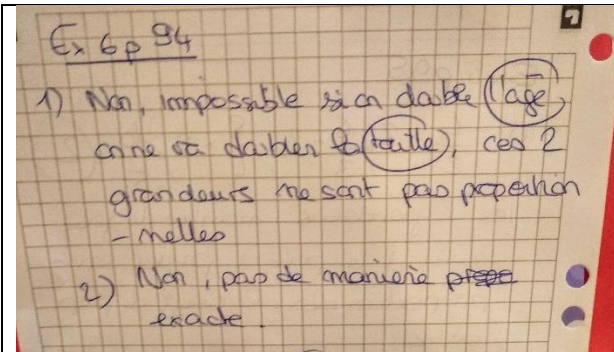 Ex 6 p 94
1) Non, impossible si on double l'age,
on ne va doubler la taille, ces 2
grandeurs ne sont pas proportion
-nelles
2) Non, pas de manière
exacte.